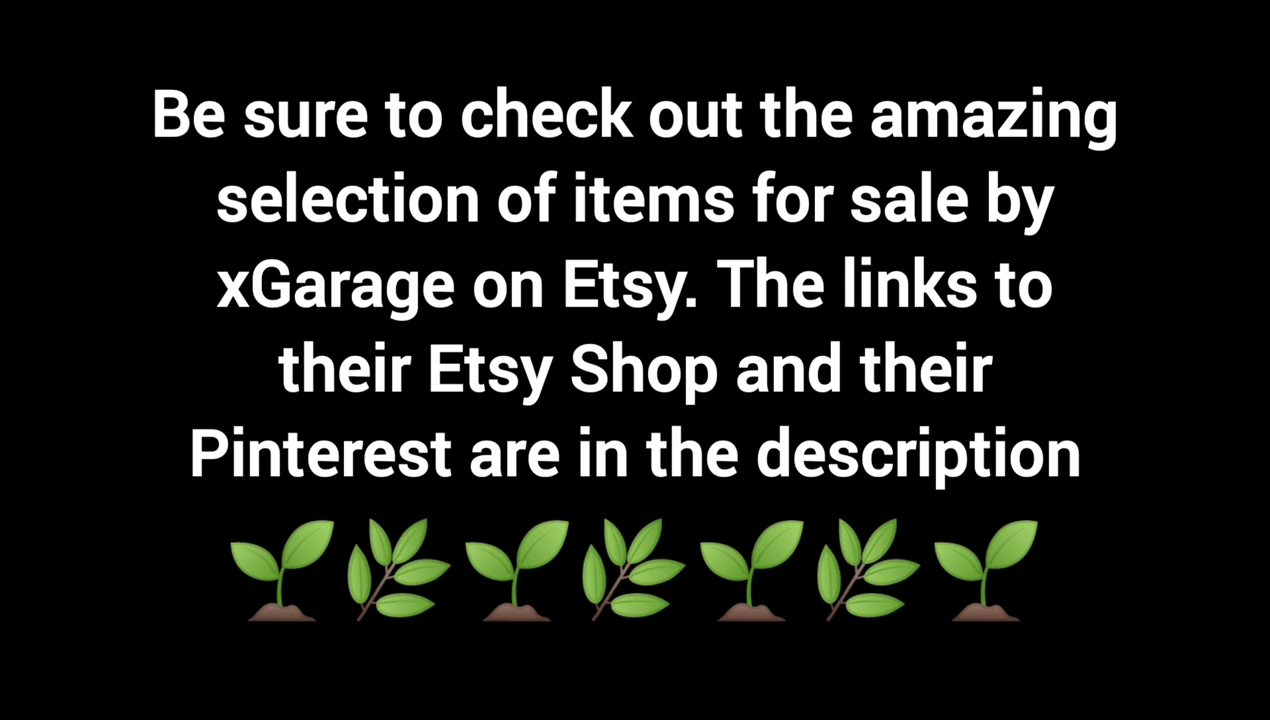 Be sure to check out the amazing
selection of items for sale by
xGarage on Etsy. The links to
their Etsy Shop and their
Pinterest are in the description